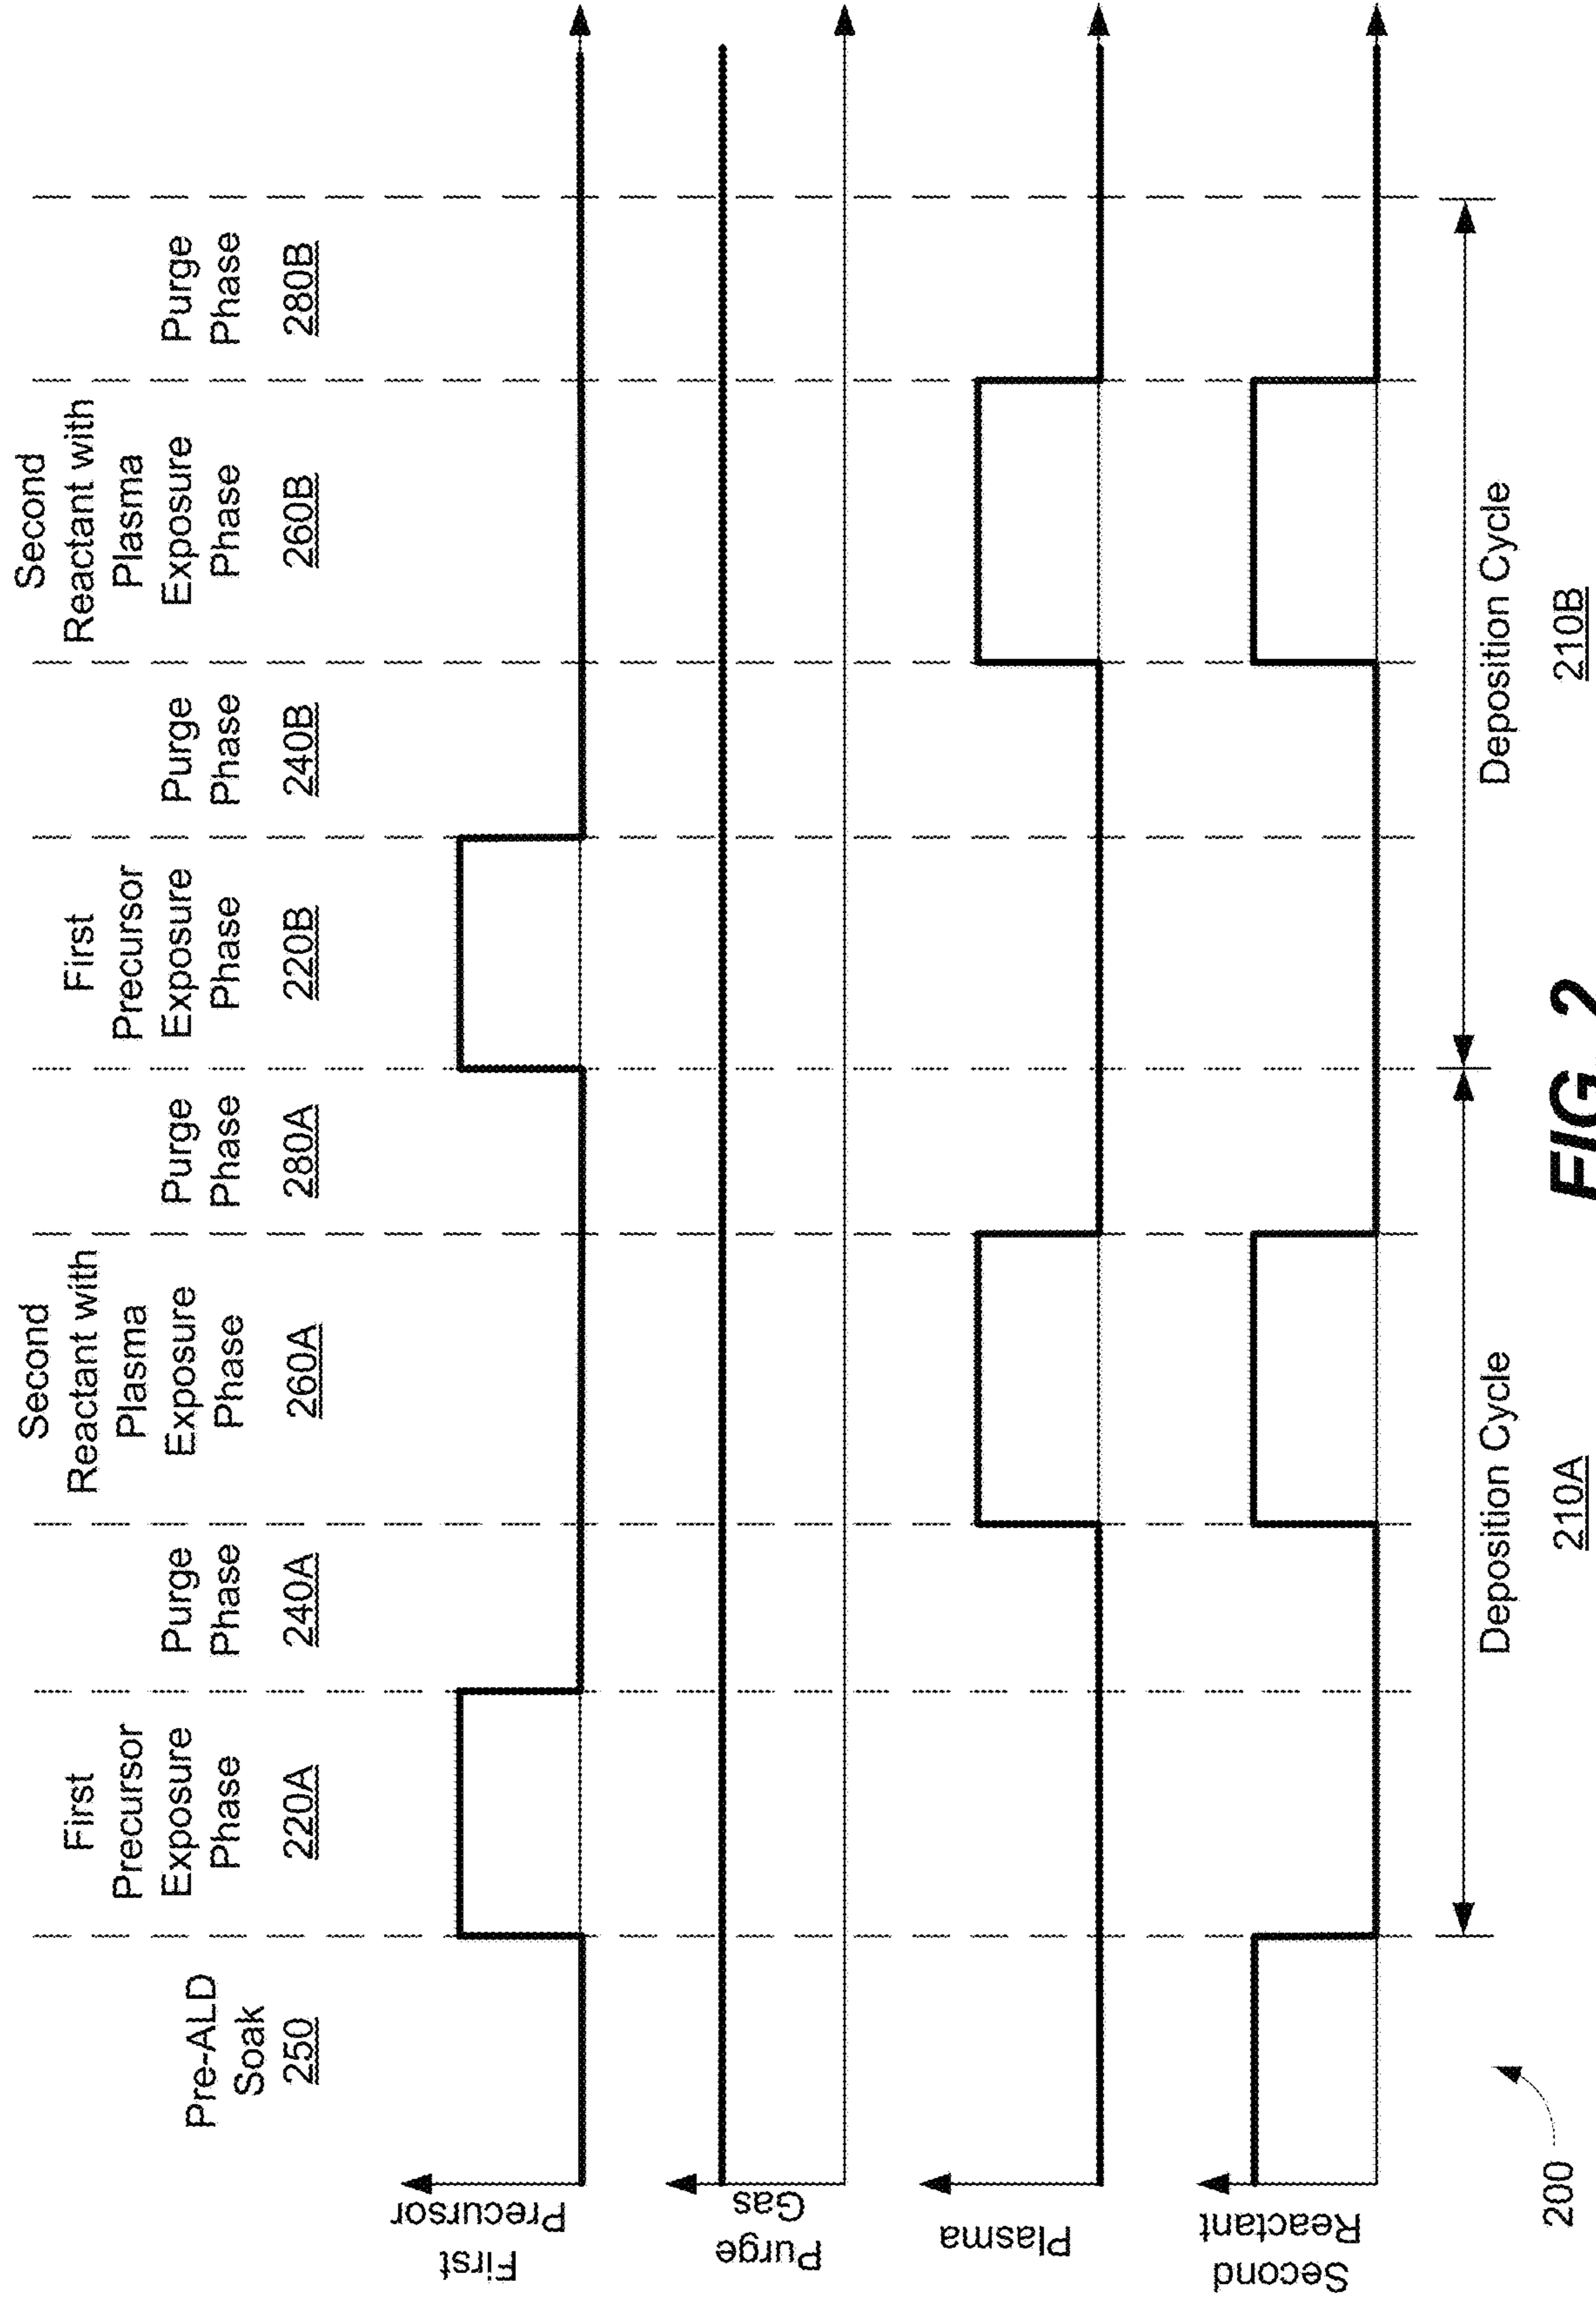 Pre-ALD
Soak
250
First
Precursor
Exposure
Phase
220A
Purge
Phase
240A
Second
Reactant with
Plasma
Exposure
Phase
260A
Purge
Phase
280A
First
Precursor
Exposure
Phase
220B
Purge
Phase
240B
Second
Reactant with
Plasma
Exposure
Phase
260B
Purge
Phase
280B
First
Precursor
Purge
Gas
Plasma
Second
Reactant
Deposition Cycle
210A
Deposition Cycle
210B
200
FIG. 2